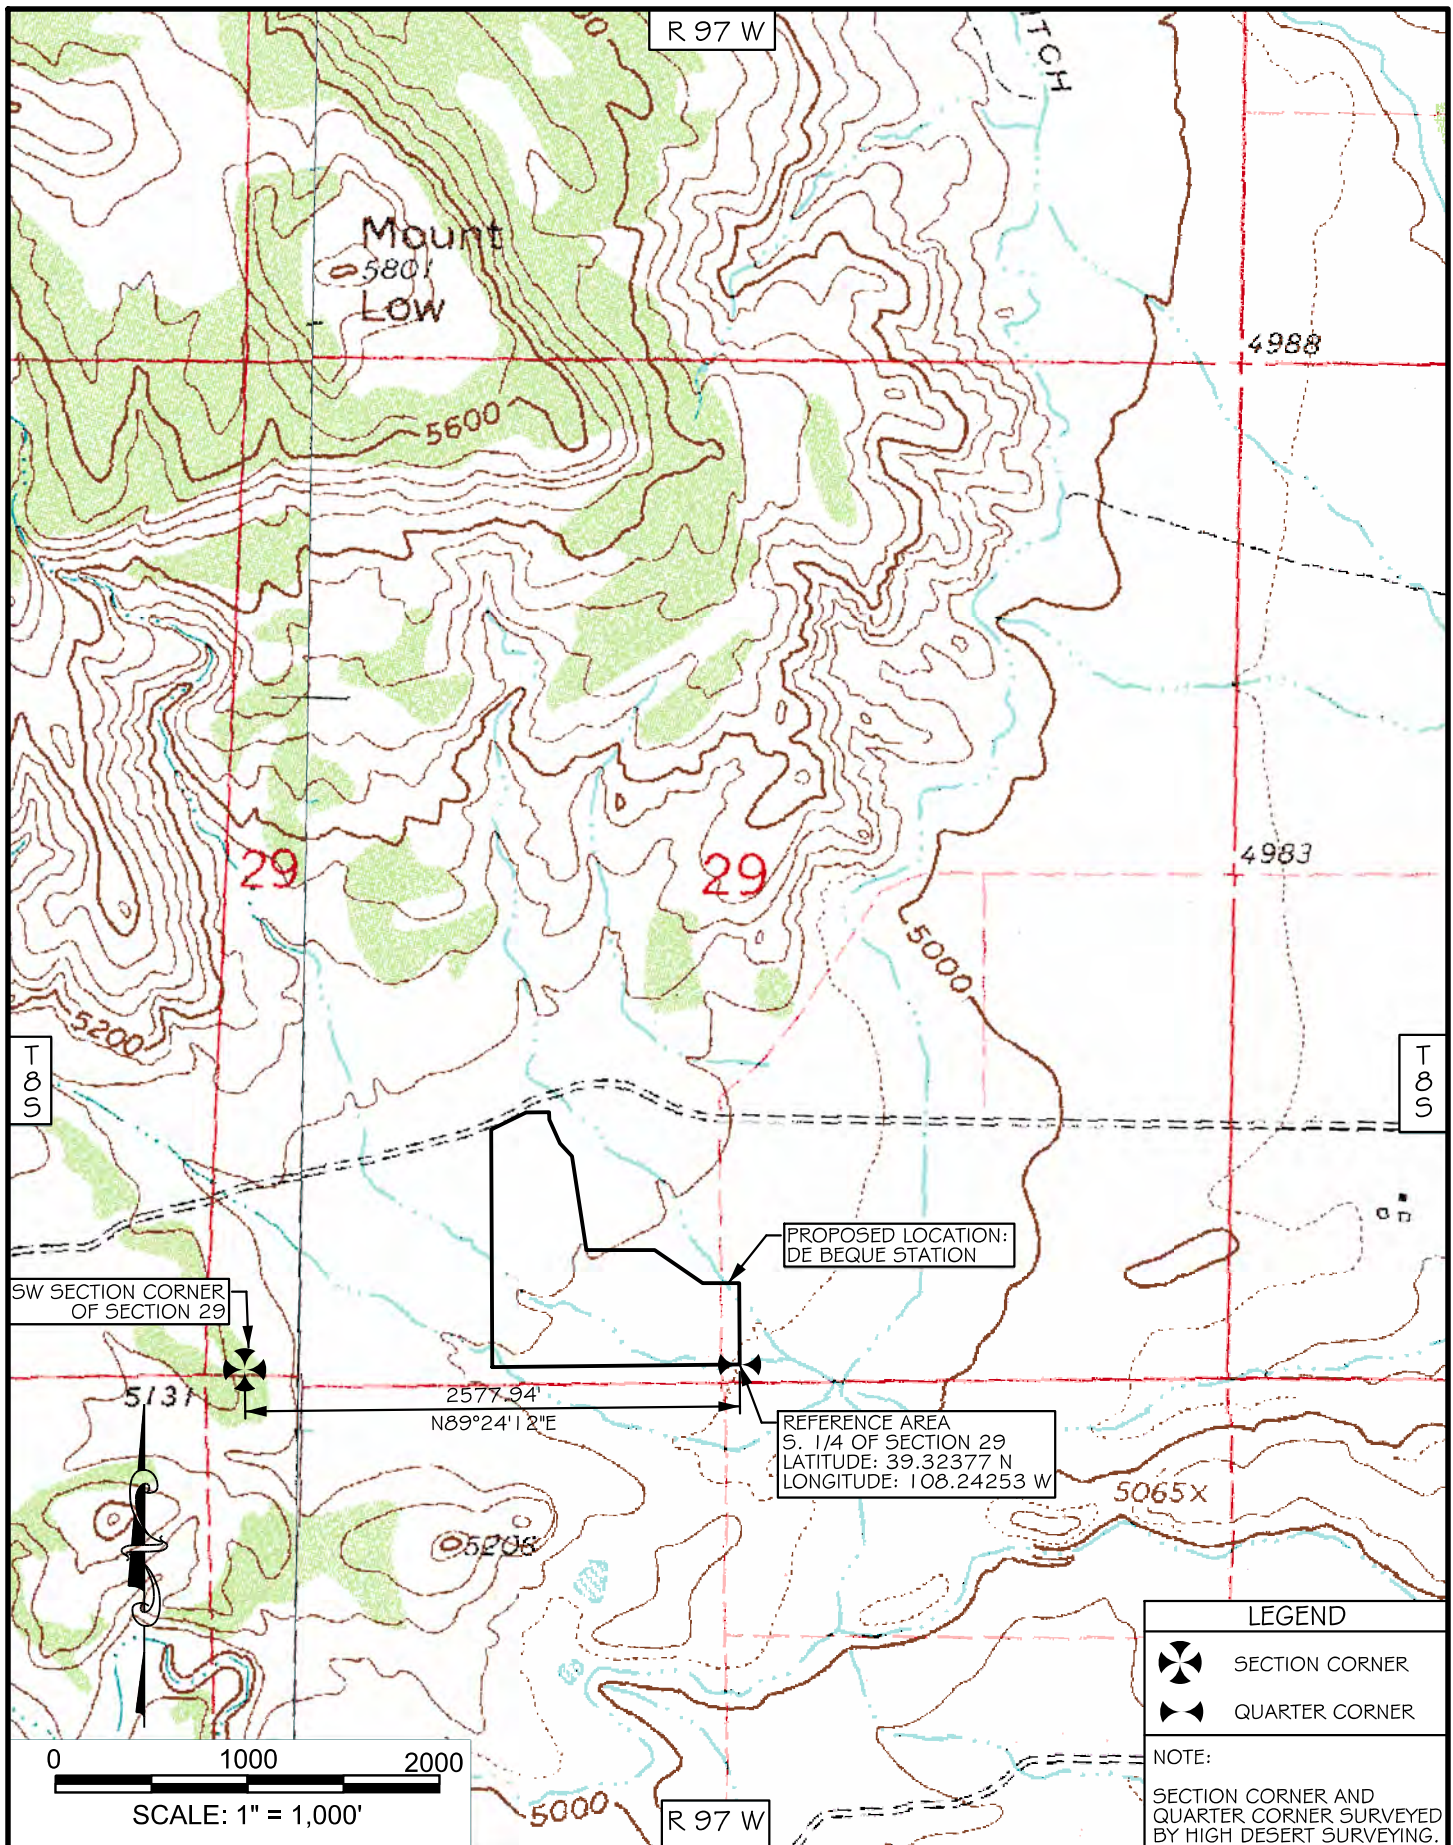 R 97 W
TCH
Mount
5801
Low
4988
5600
29
29
4983
5000
5200
T
8
S
T
8
S
PROPOSED LOCATION:
DE BEQUE STATION
SW SECTION CORNER
OF SECTION 29
5131
2577.94'
N89°24'12"E
REFERENCE AREA
S. 1/4 OF SECTION 29
LATITUDE: 39.32377 N
LONGITUDE: 108.24253 W
5065X
5208
LEGEND
SECTION CORNER
QUARTER CORNER
NOTE:
SECTION CORNER AND
QUARTER CORNER SURVEYED
BY HIGH DESERT SURVEYING.
0 1000 2000
SCALE: 1" = 1,000'
5000
R 97 W